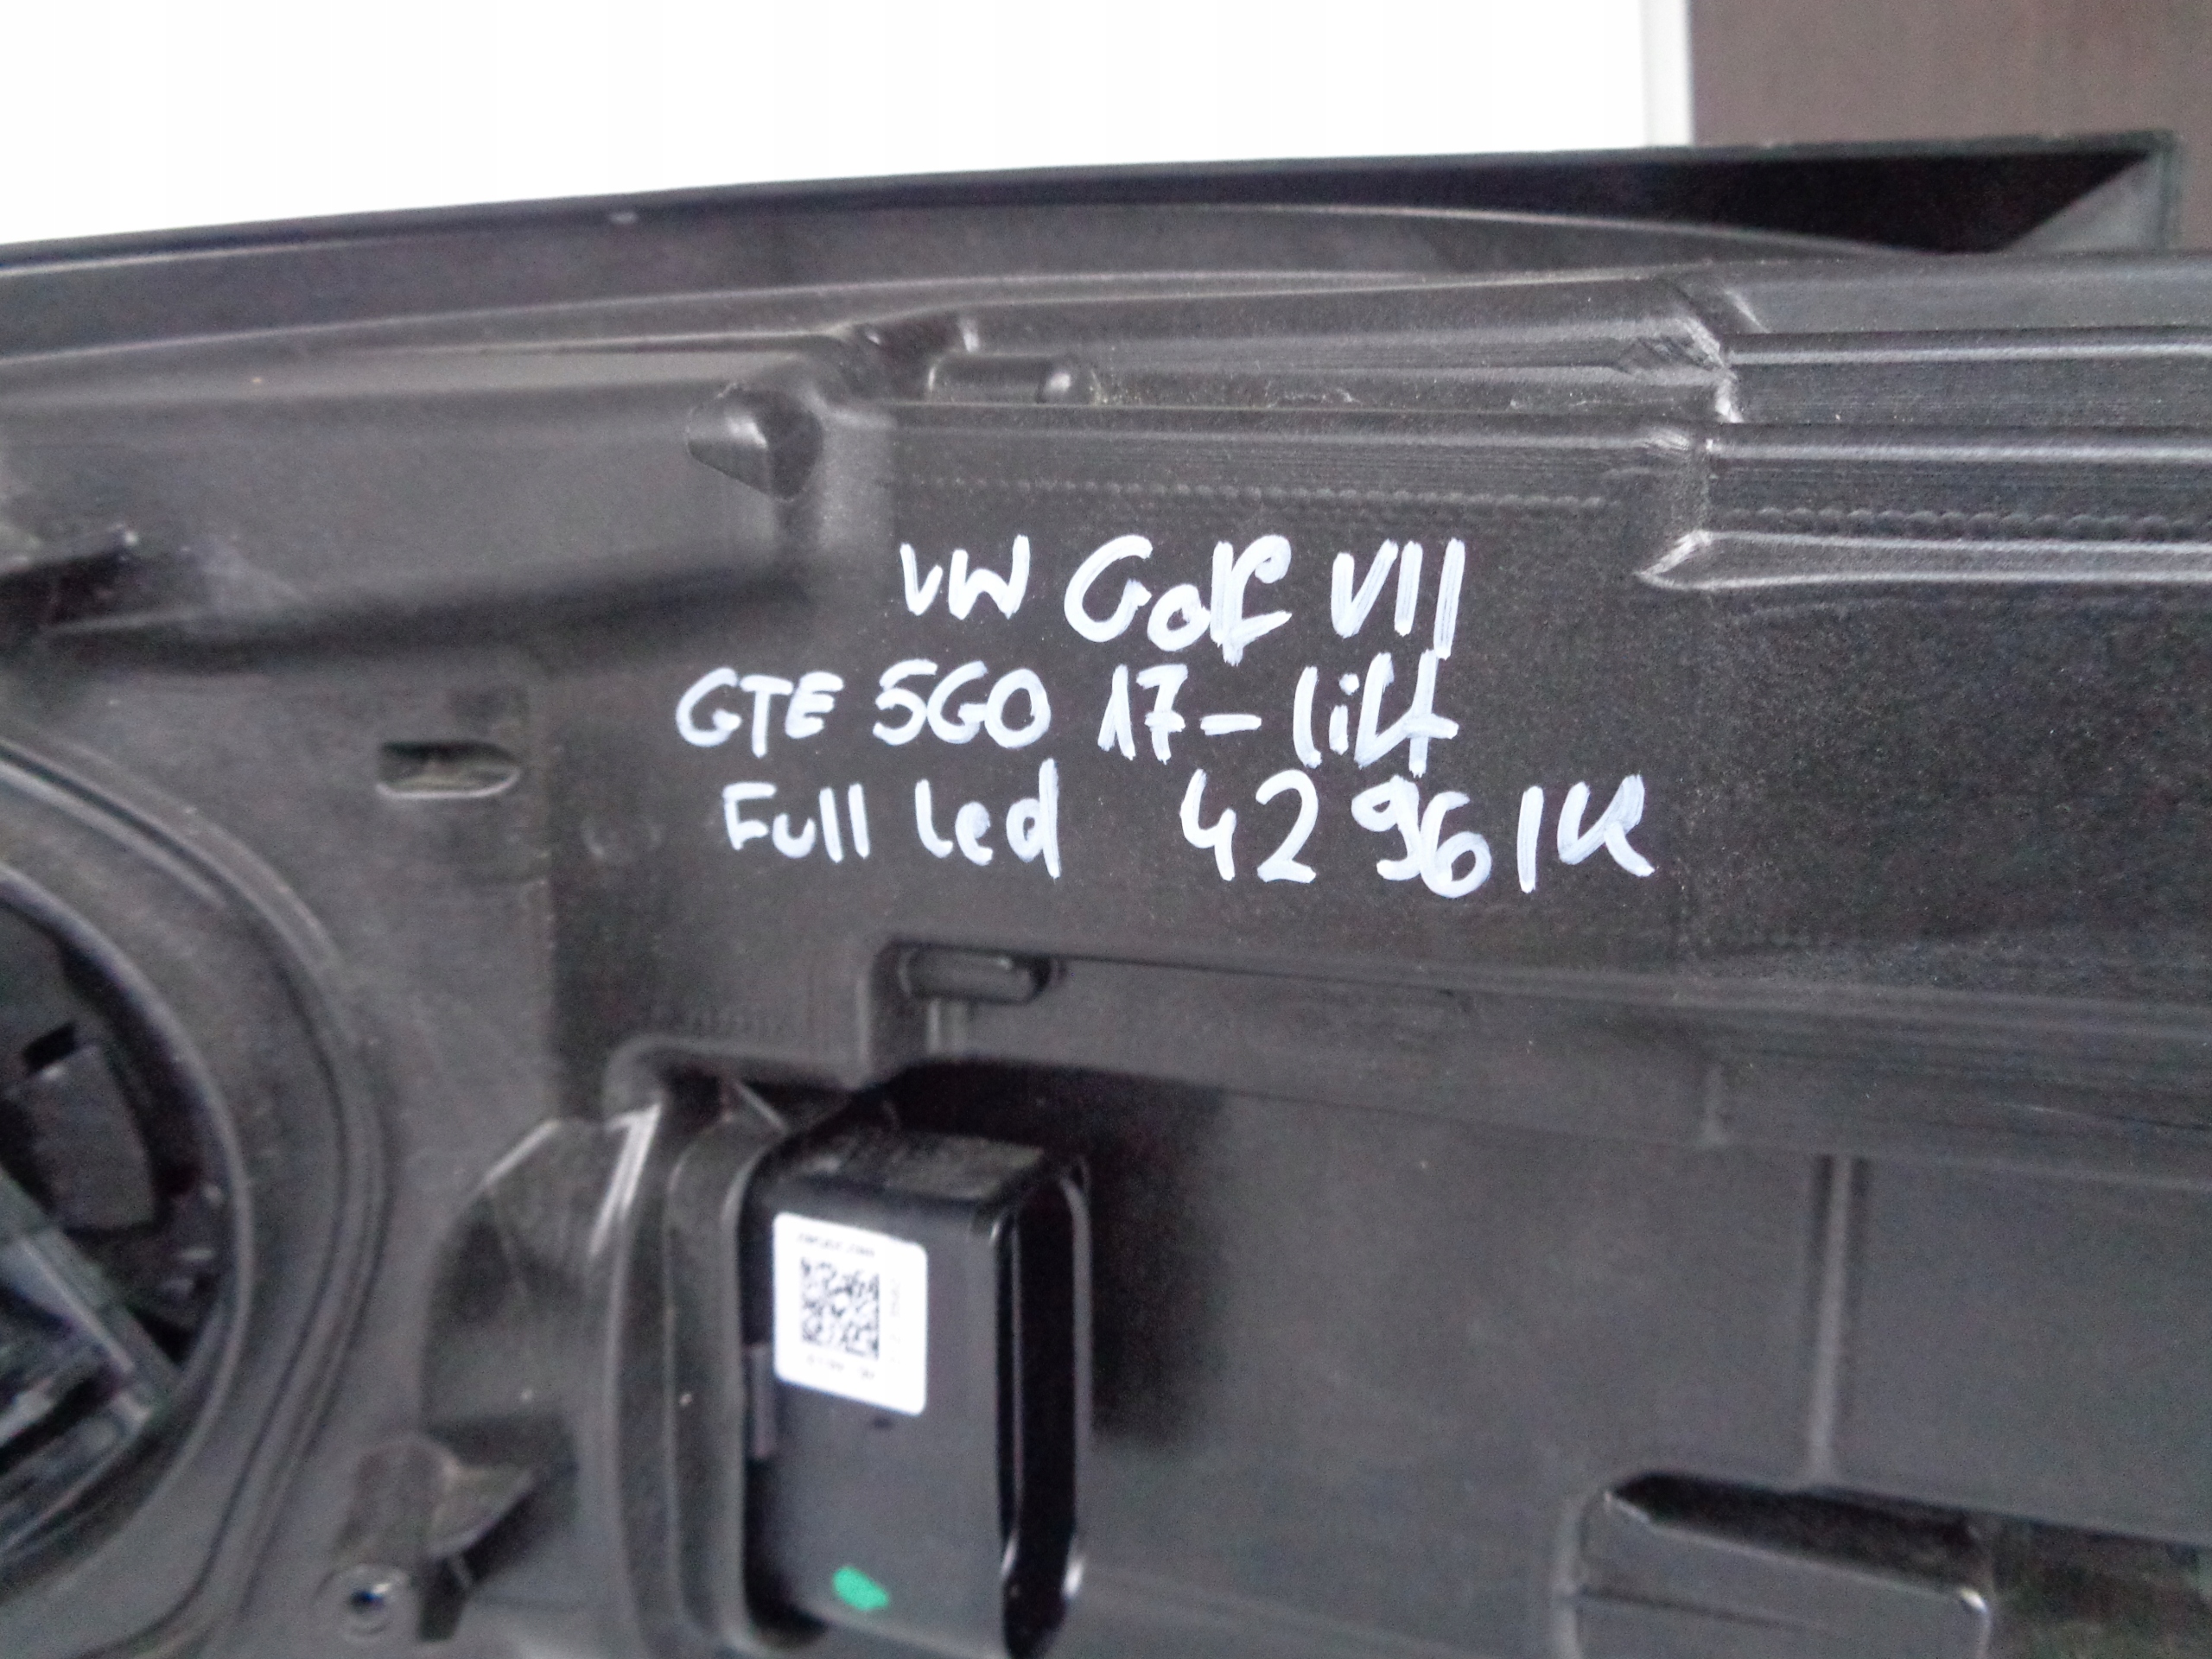 VW Golf VII
GTE 5G0 17- lift
Full led 42961K